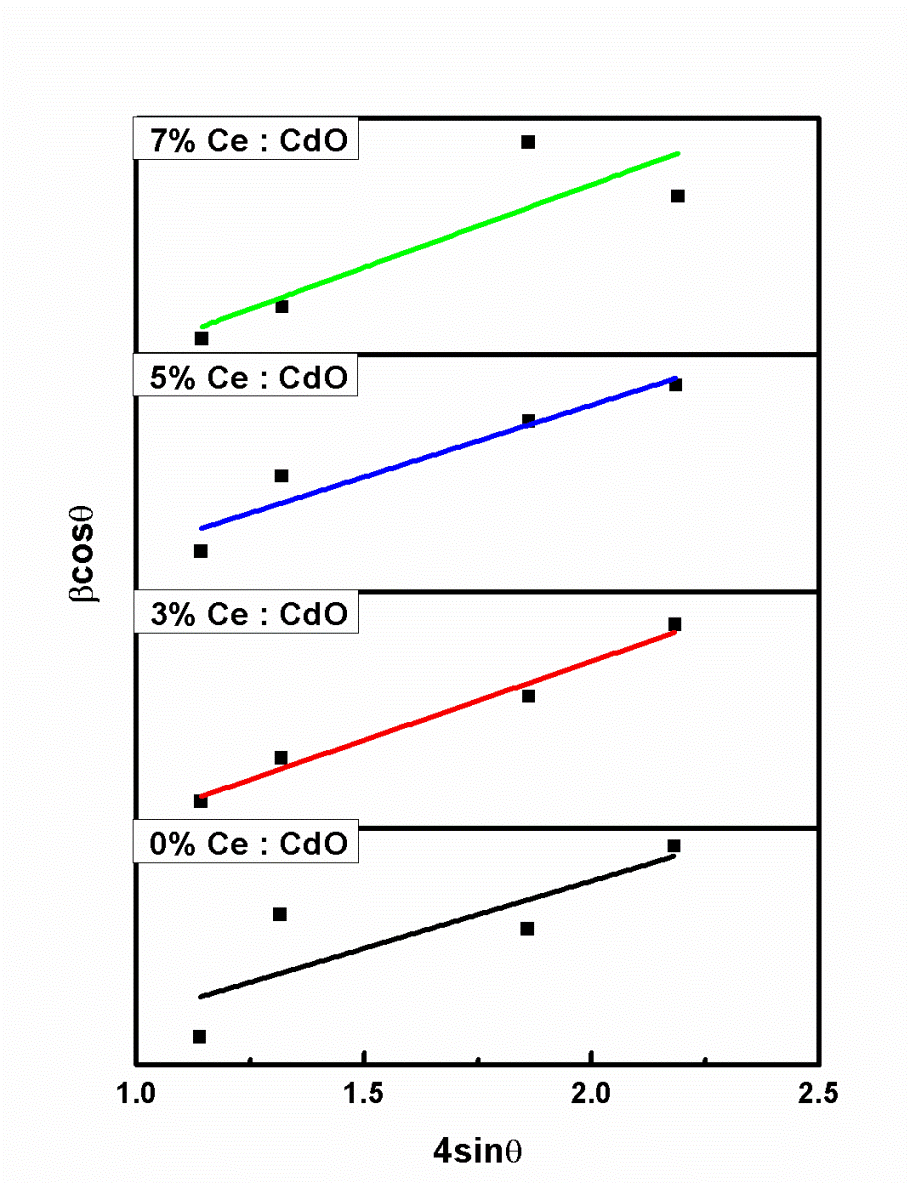 7% Ce : CdO
5% Ce : CdO
3% Ce : CdO
0% Ce : CdO
βcosθ
1.0 1.5 2.0 2.5
4sinθ